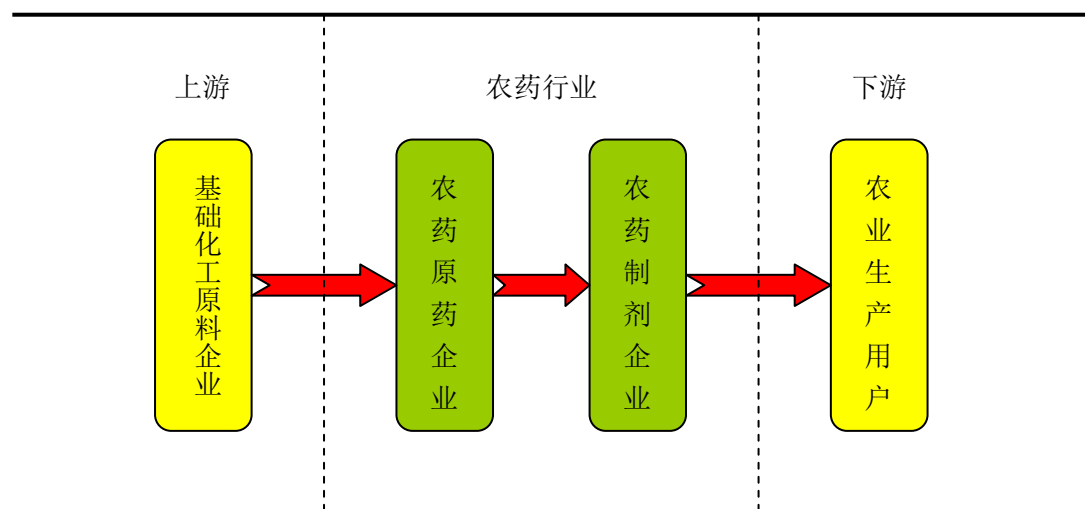 上游
农药行业
下游
基础化工原料企业
农药原药企业
农药制剂企业
农业生产用户